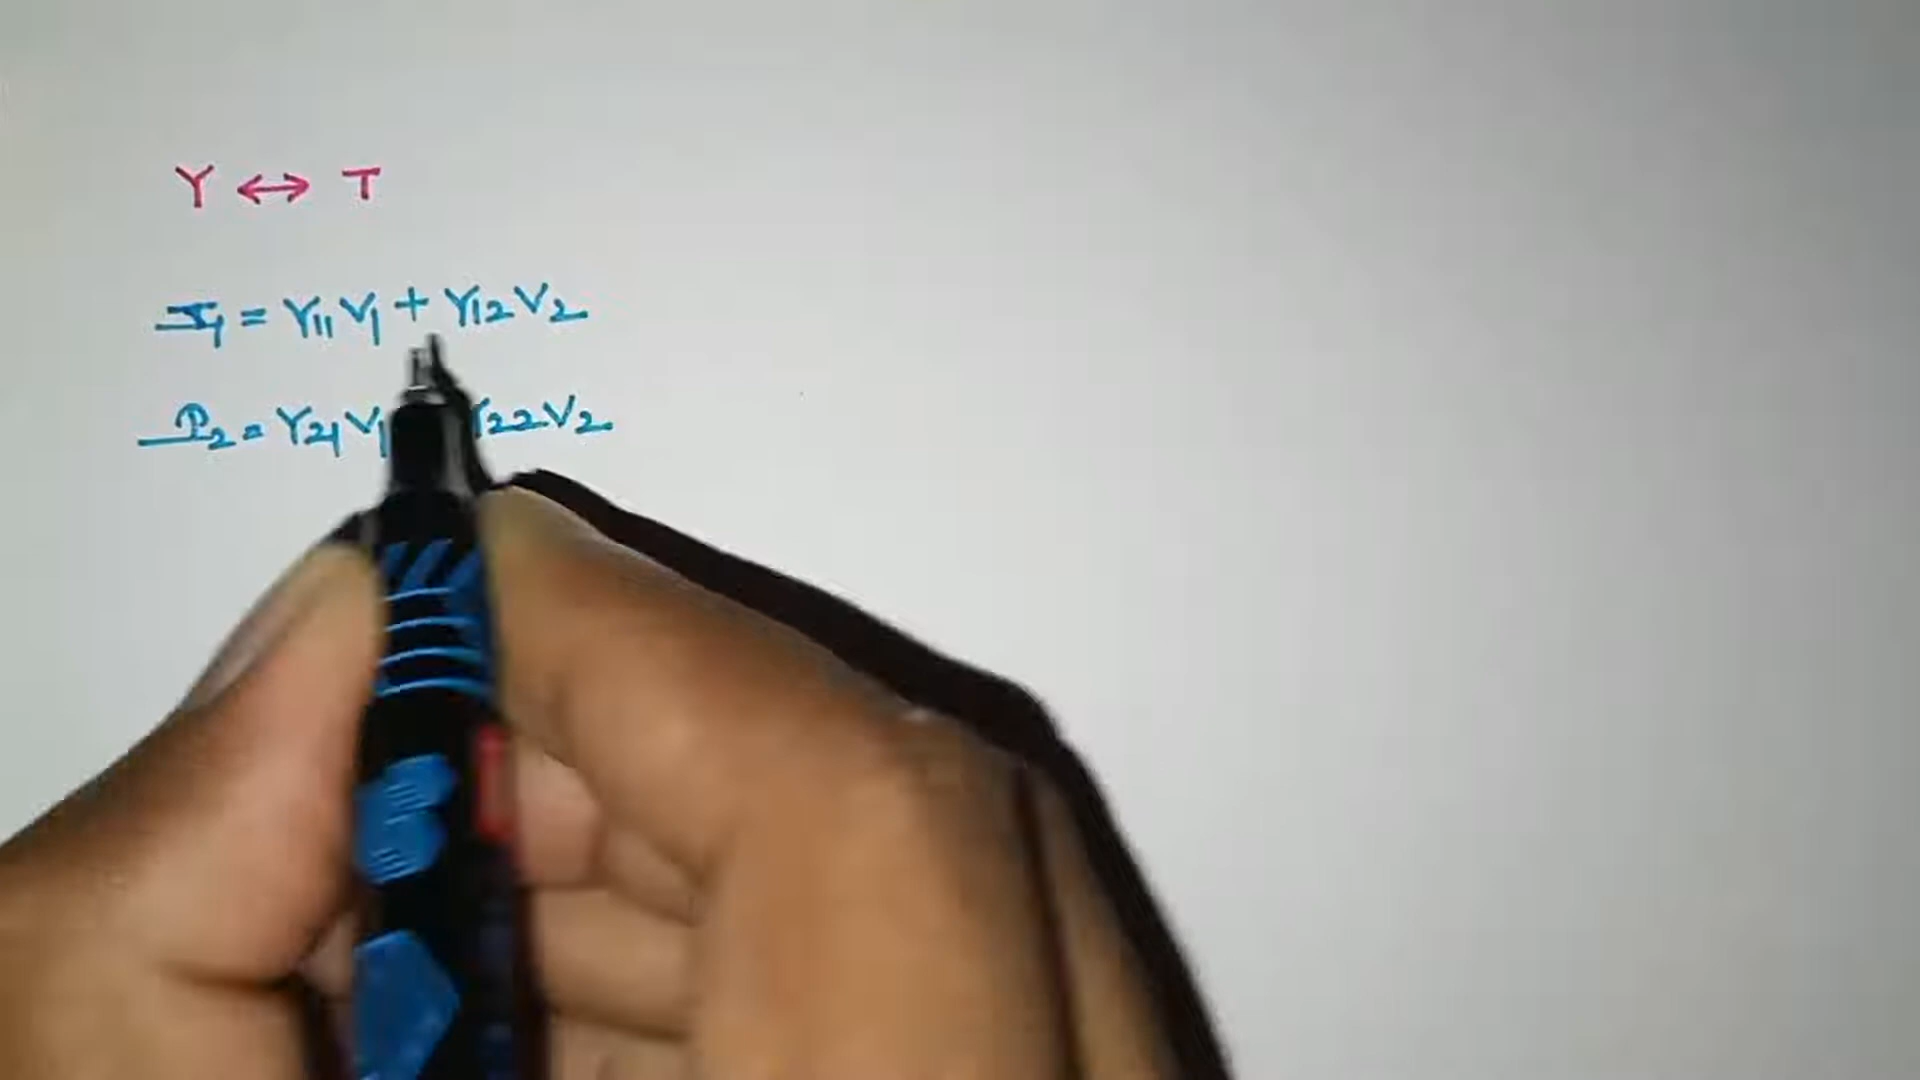 Y ↔ T
I1 = Y11 V1 + Y12 V2
I2 = Y21 V1 Y22 V2